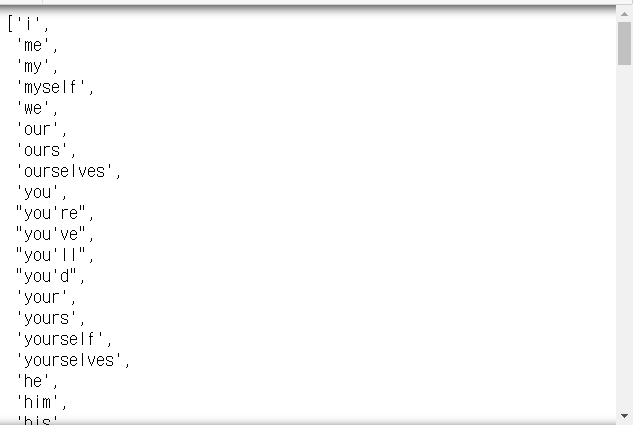 ['i',
'me',
'my',
'myself',
'we',
'our',
'ours',
'ourselves',
'you',
"you're",
"you've",
"you'll",
"you'd",
'your',
'yours',
'yourself',
'yourselves',
'he',
'him',
'his'